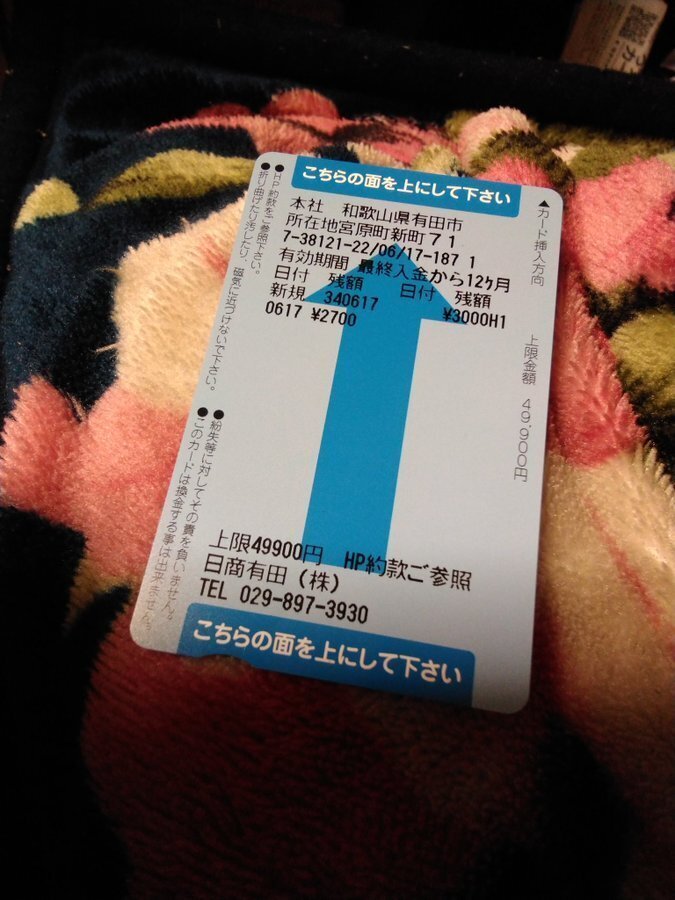 こちらの面を上にして下さい
本社　和歌山県有田市
所在地宮原町新町７１
7-38121-22/06/17-187 1
有効期間　最終入金から12ヶ月
日付　残額　　日付　残額
新規　340617　　¥3000H1
0617 ¥2700
上限49900円　HP約款ご参照
日商有田（株）
TEL 029-897-3930
こちらの面を上にして下さい
▲カード挿入方向
上限金額　49,900円
●HP約款をご参照下さい。
●折り曲げたり汚したり、磁気に近づけないで下さい。
●紛失等に対してその責を負いません。
●このカードは換金する事は出来ません。